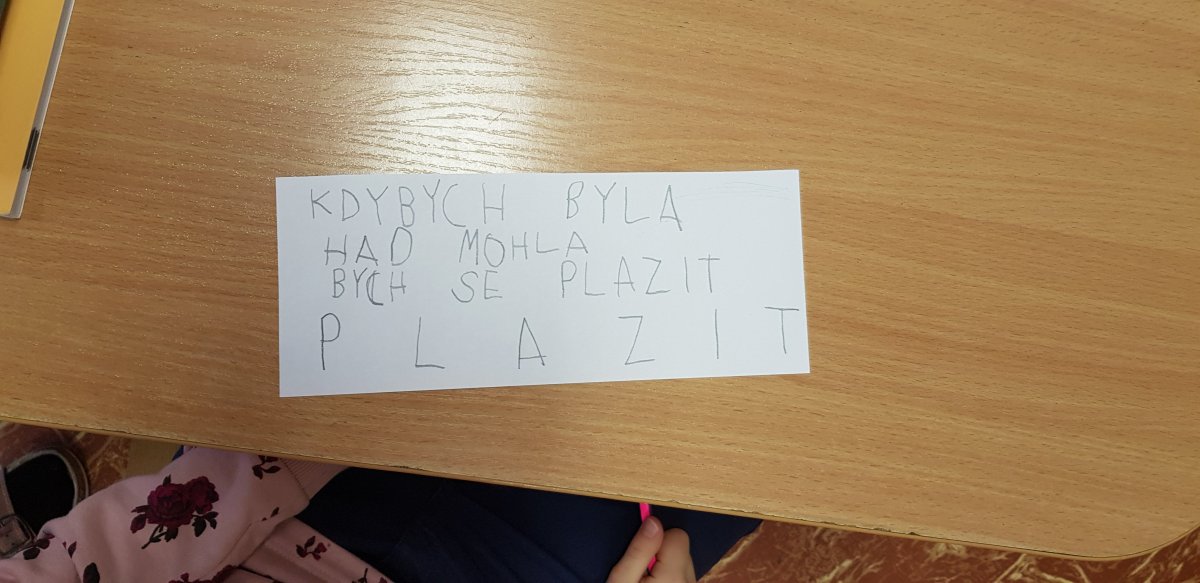 KDYBYCH BYLA
HAD MOHLA
BYCH SE PLAZIT
P L A Z I T